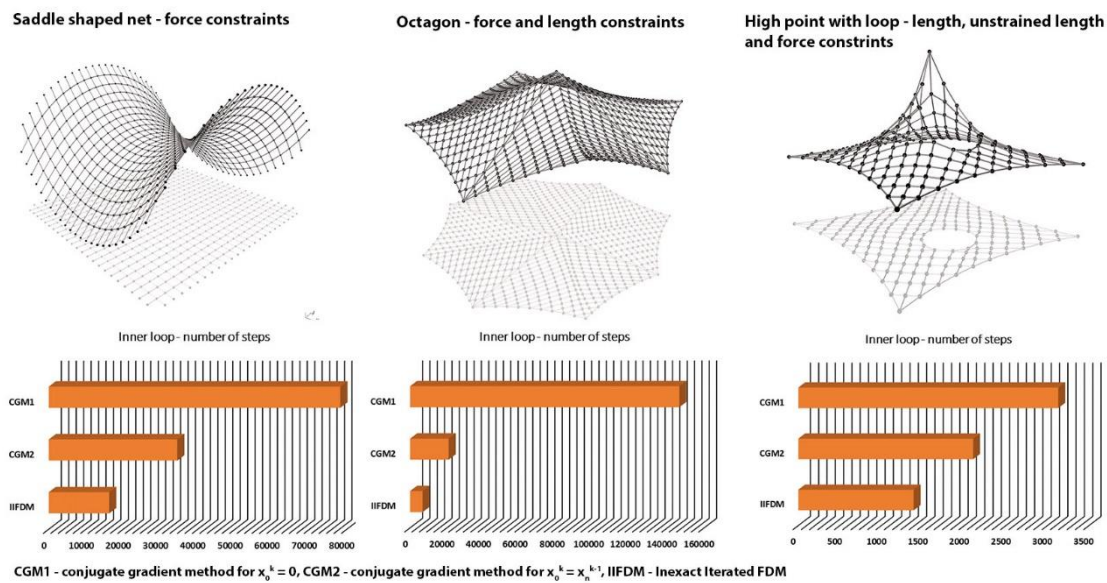 Saddle shaped net - force constraints
Octagon - force and length constraints
High point with loop - length, unstrained length
and force constrints
Inner loop - number of steps
CGM1
CGM2
IIFDM
0 10000 20000 30000 40000 50000 60000 70000 80000
Inner loop - number of steps
CGM1
CGM2
IIFDM
0 20000 40000 60000 80000 100000 120000 140000 160000
Inner loop - number of steps
CGM1
CGM2
IIFDM
0 500 1000 1500 2000 2500 3000 3500
CGM1 - conjugate gradient method for x₀ᵏ = 0, CGM2 - conjugate gradient method for x₀ᵏ = xₙᵏ⁻¹, IIFDM - Inexact Iterated FDM